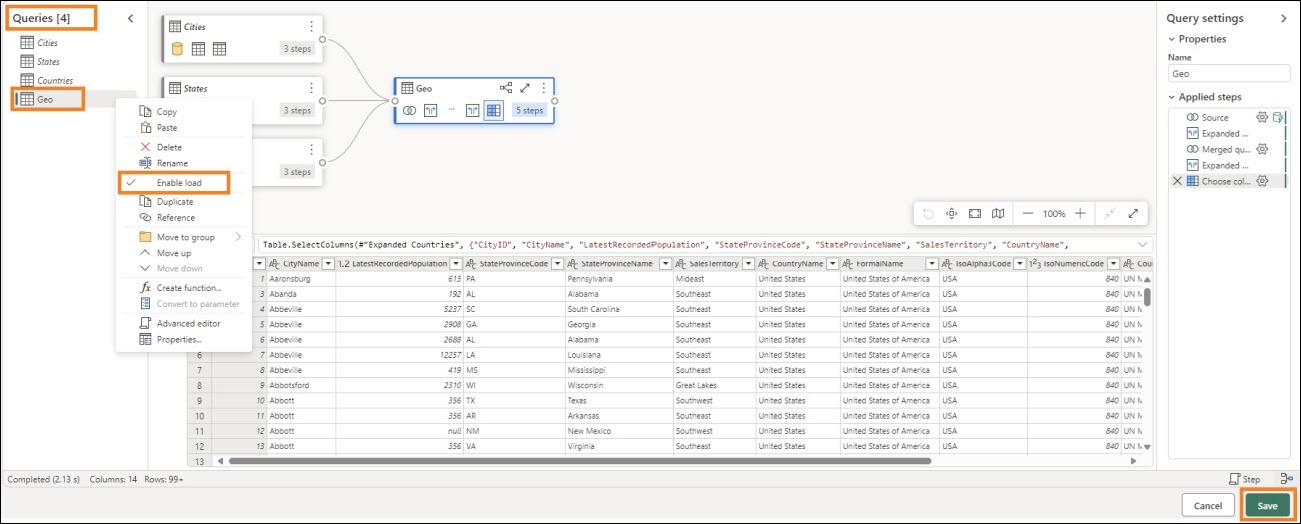 Queries [4]
Cities
States
Countries
Geo
Copy
Paste
Delete
Rename
Enable load
Duplicate
Reference
Move to group
Move up
Move down
Create function...
Convert to parameter
Advanced editor
Properties...
Cities
3 steps
States
3 steps
3 steps
Geo
5 steps
100%
Table.SelectColumns(#"Expanded Countries", {"CityID", "CityName", "LatestRecordedPopulation", "StateProvinceCode", "StateProvinceName", "SalesTerritory", "CountryName",
CityName 1.2 LatestRecordedPopulation StateProvinceCode StateProvinceName SalesTerritory CountryName FormalName IsoAlpha3Code IsoNumericCode Cou
1 Aaronsburg 613 PA Pennsylvania Mideast United States United States of America USA 840 UN M
3 Abanda 192 AL Alabama Southeast United States United States of America USA 840 UN M
4 Abbeville 5237 SC South Carolina Southeast United States United States of America USA 840 UN M
5 Abbeville 2908 GA Georgia Southeast United States United States of America USA 840 UN M
6 Abbeville 2688 AL Alabama Southeast United States United States of America USA 840 UN M
6 7 Abbeville 12257 LA Louisiana Southeast United States United States of America USA 840 UN M
7 8 Abbeville 419 MS Mississippi Southeast United States United States of America USA 840 UN M
8 9 Abbotsford 2310 WI Wisconsin Great Lakes United States United States of America USA 840 UN M
9 10 Abbott 356 TX Texas Southwest United States United States of America USA 840 UN M
10 11 Abbott 356 AR Arkansas Southeast United States United States of America USA 840 UN M
11 12 Abbott null NM New Mexico Southwest United States United States of America USA 840 UN M
12 13 Abbott 356 VA Virginia Southeast United States United States of America USA 840 UN M
13
Query settings
Properties
Name
Geo
Applied steps
Source
Expanded ...
Merged qu...
Expanded ...
Choose col...
Completed (2.13 s) Columns: 14 Rows: 99+
Step
Cancel
Save